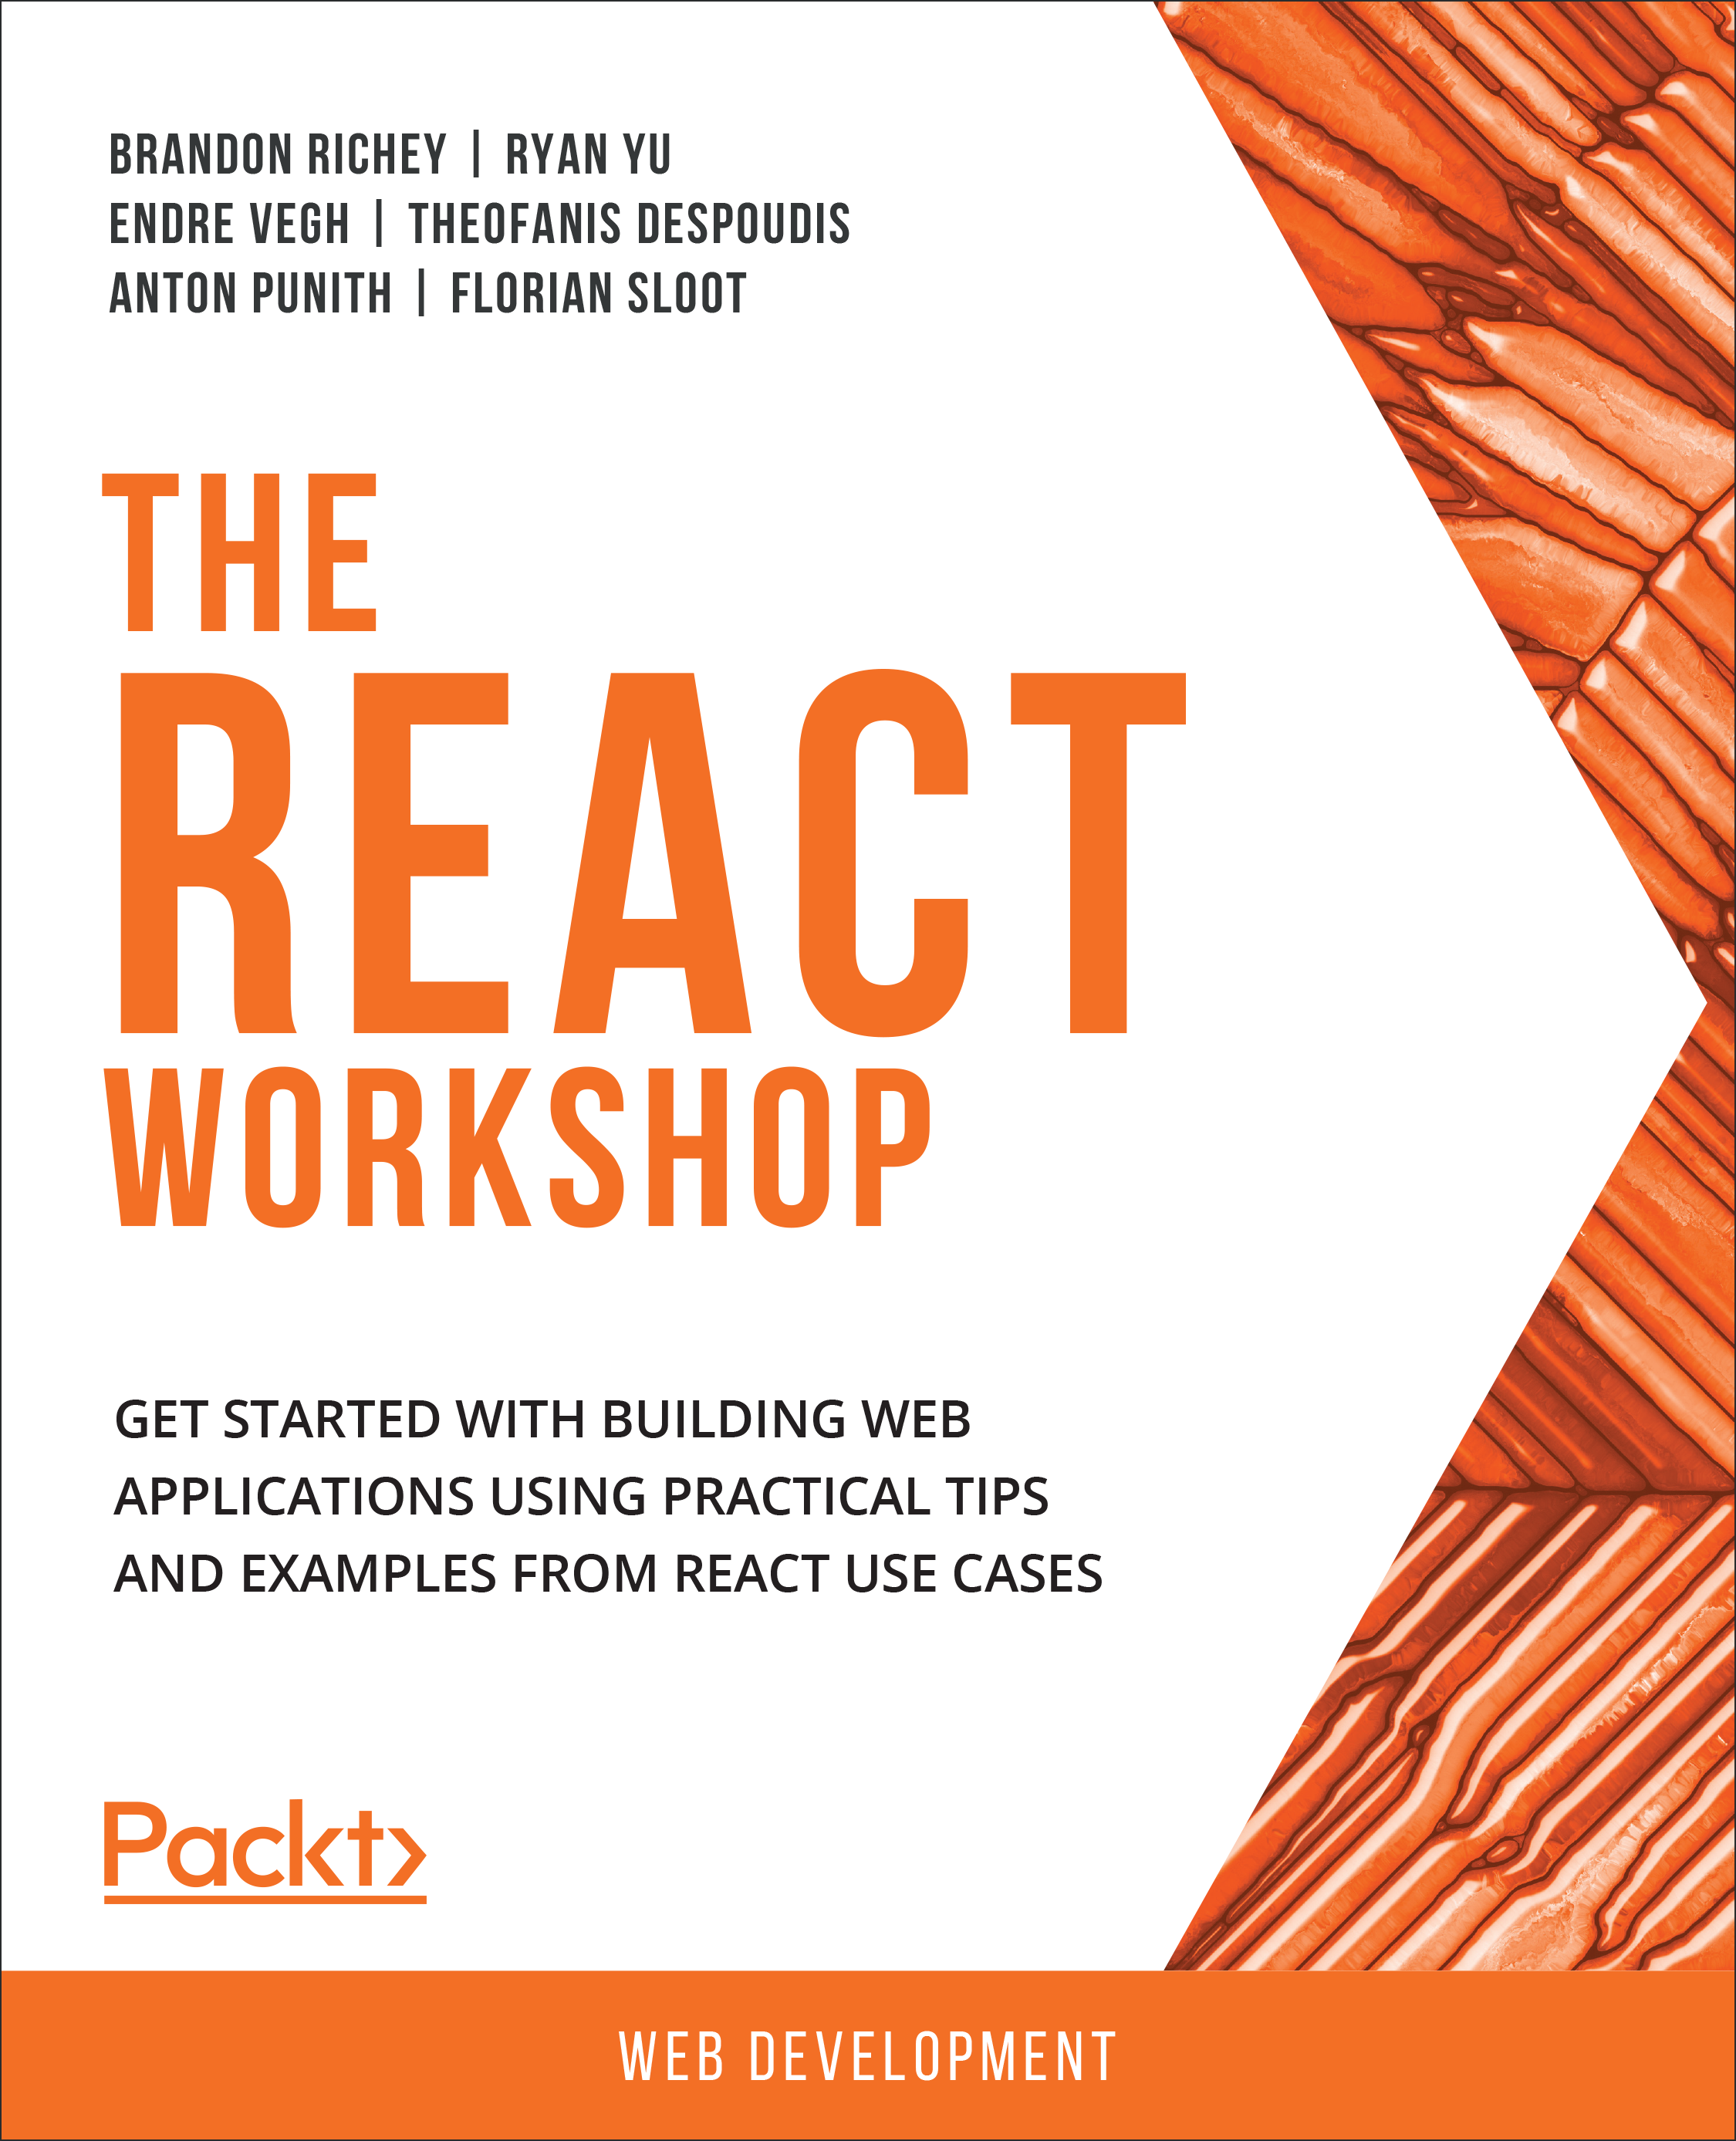 BRANDON RICHEY | RYAN YU
ENDRE VEGH | THEOFANIS DESPOUDIS
ANTON PUNITH | FLORIAN SLOOT
THE
REACT
WORKSHOP
GET STARTED WITH BUILDING WEB
APPLICATIONS USING PRACTICAL TIPS
AND EXAMPLES FROM REACT USE CASES
Packt>
WEB DEVELOPMENT